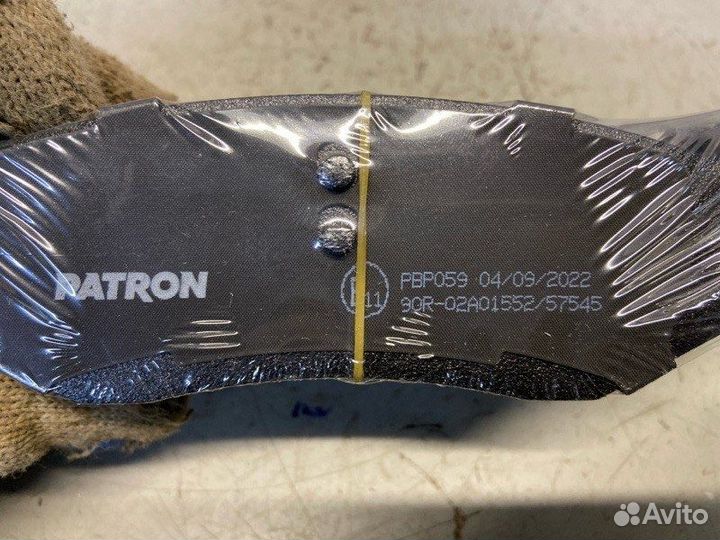 PATRON
E11
PBP059 04/09/2022
90R-02A01552/57545
Avito